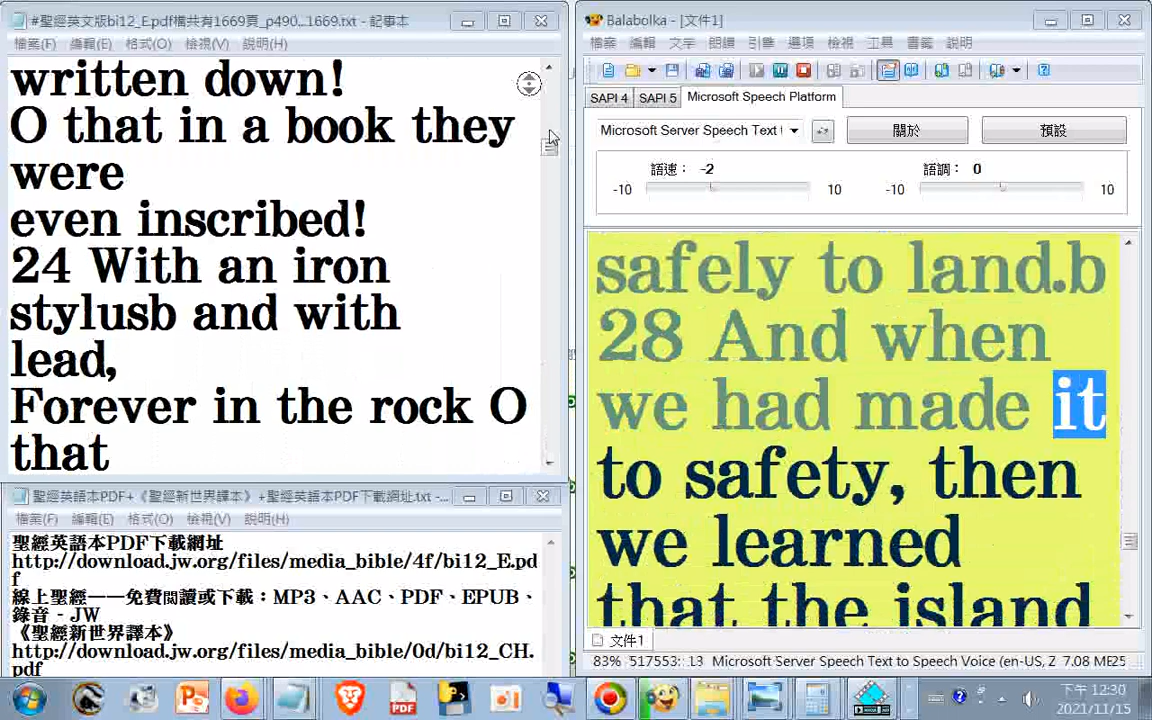 #聖經英文版bi12_E.pdf檔共有1669頁_p490,..1669.txt - 記事本
檔案(F) 編輯(E) 格式(O) 檢視(V) 說明(H)
written down!
O that in a book they
were
even inscribed!
24 With an iron
stylusb and with
lead,
Forever in the rock O
that
聖經英語本PDF+《聖經新世界譯本》+聖經英語本PDF下載網址.txt -...
檔案(F) 編輯(E) 格式(O) 檢視(V) 說明(H)
聖經英語本PDF下載網址
http://download.jw.org/files/media_bible/4f/bi12_E.pd
f
線上聖經——免費閱讀或下載：MP3、AAC、PDF、EPUB、
錄音 - JW
《聖經新世界譯本》
http://download.jw.org/files/media_bible/0d/bi12_CH.
pdf
Balabolka - [文件1]
檔案 編輯 文字 朗讀 引擎 選項 檢視 工具 書籤 說明
SAPI 4 SAPI 5 Microsoft Speech Platform
Microsoft Server Speech Text 關於 預設
語速： -2 語調： 0
-10 10 -10 10
safely to land.b
28 And when
we had made it
to safety, then
we learned
that the island
文件1
83% 517553: 13 Microsoft Server Speech Text to Speech Voice (en-US, Z 7.08 ME25
下午 12:30
2021/11/15